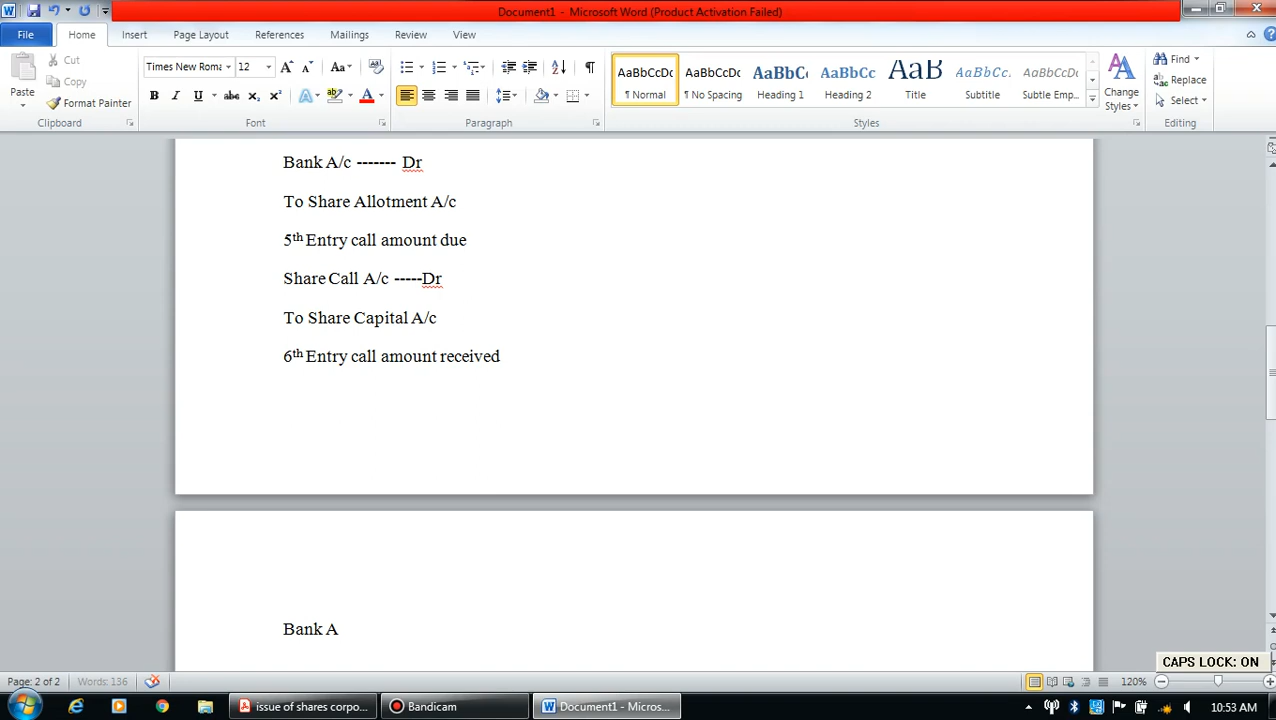 Document1 - Microsoft Word (Product Activation Failed)
File Home Insert Page Layout References Mailings Review View
Cut
Copy
Paste
Format Painter
Clipboard
Times New Roma 12
Font
Paragraph
AaBbCcDc AaBbCcDc AaBbC AaBbCc AaB AaBbCc. AaBbCcDc
¶ Normal ¶ No Spacing Heading 1 Heading 2 Title Subtitle Subtle Emp...
Change Styles
Styles
Find
Replace
Select
Editing
Bank A/c ------- Dr
To Share Allotment A/c
5th Entry call amount due
Share Call A/c -----Dr
To Share Capital A/c
6th Entry call amount received
Bank A
CAPS LOCK: ON
Page: 2 of 2 Words: 136 120%
issue of shares corpo... Bandicam Document1 - Micros... 10:53 AM